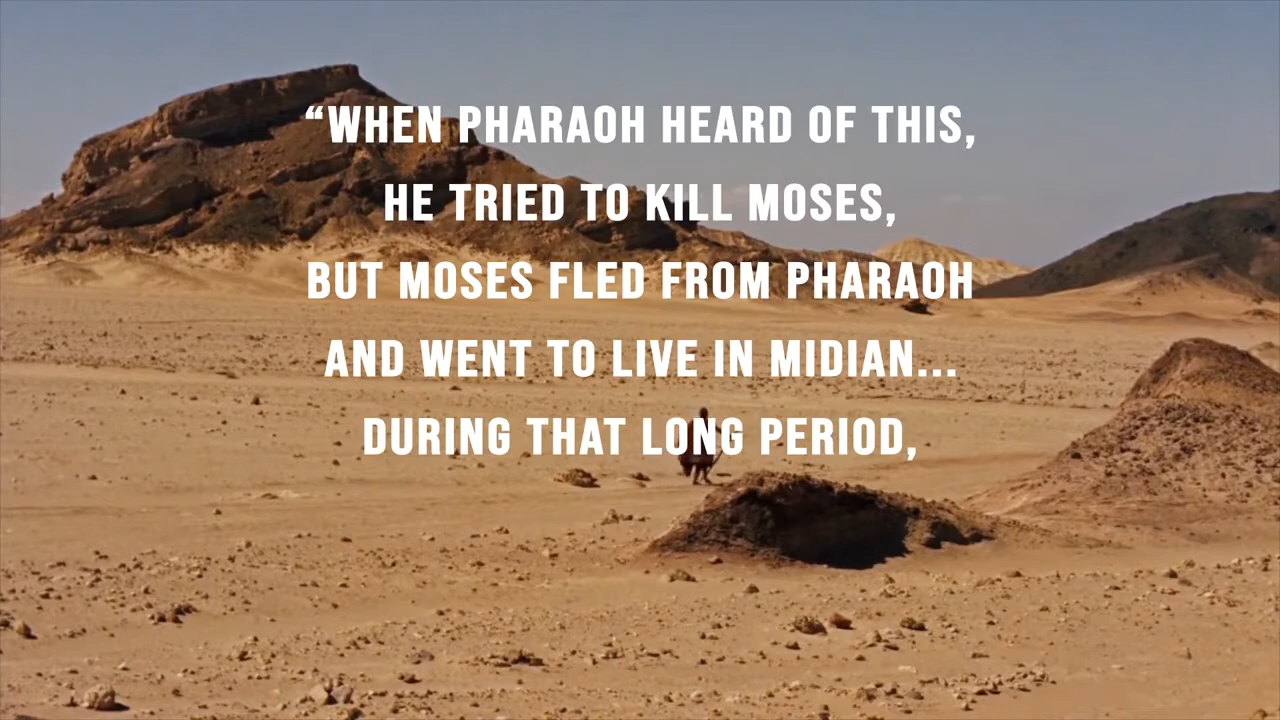 “WHEN PHARAOH HEARD OF THIS,
HE TRIED TO KILL MOSES,
BUT MOSES FLED FROM PHARAOH
AND WENT TO LIVE IN MIDIAN...
DURING THAT LONG PERIOD,